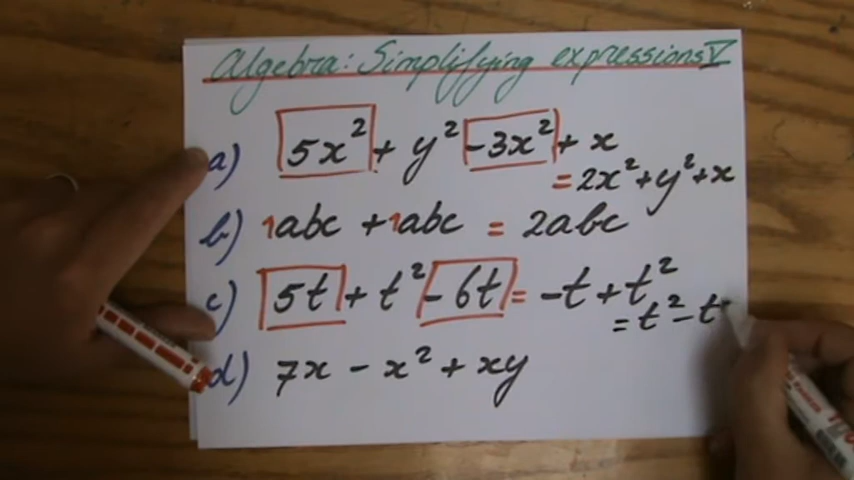 Algebra: Simplifying expressions V
a) 5x² + y² - 3x² + x
= 2x² + y² + x
b) 1abc + 1abc = 2abc
c) 5t + t² - 6t = -t + t²
= t² - t
d) 7x - x² + xy